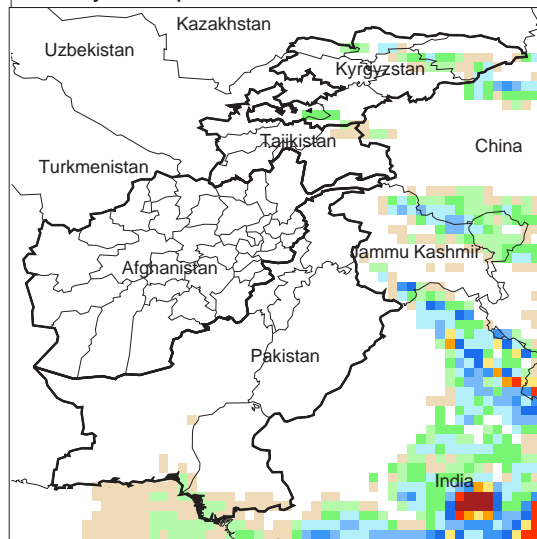 Kazakhstan
Uzbekistan
Kyrgyzstan
Tajikistan
China
Turkmenistan
Jammu Kashmir
Afghanistan
Pakistan
India